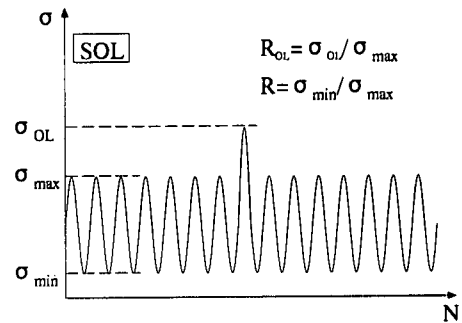 σ
SOL
R_OL = σ_ol / σ_max
R = σ_min / σ_max
σ_OL
σ_max
σ_min
N